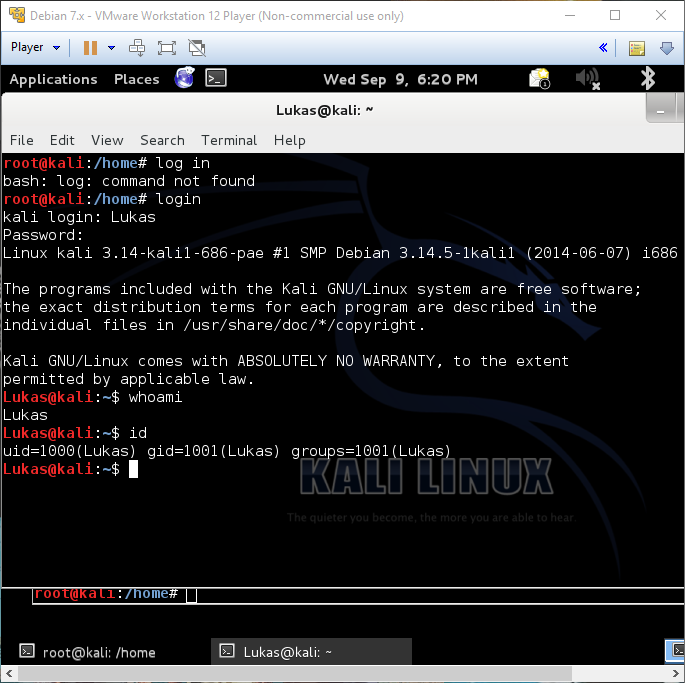 Debian 7.x - VMware Workstation 12 Player (Non-commercial use only)
Player
Applications Places Wed Sep 9, 6:20 PM
Lukas@kali: ~
File Edit View Search Terminal Help
root@kali:/home# log in
bash: log: command not found
root@kali:/home# login
kali login: Lukas
Password:
Linux kali 3.14-kali1-686-pae #1 SMP Debian 3.14.5-1kali1 (2014-06-07) i686
The programs included with the Kali GNU/Linux system are free software;
the exact distribution terms for each program are described in the
individual files in /usr/share/doc/*/copyright.
Kali GNU/Linux comes with ABSOLUTELY NO WARRANTY, to the extent
permitted by applicable law.
Lukas@kali:~$ whoami
Lukas
Lukas@kali:~$ id
uid=1000(Lukas) gid=1001(Lukas) groups=1001(Lukas)
Lukas@kali:~$
KALI LINUX
The quieter you become, the more you are able to hear.
root@kali:/home#
root@kali: /home
Lukas@kali: ~